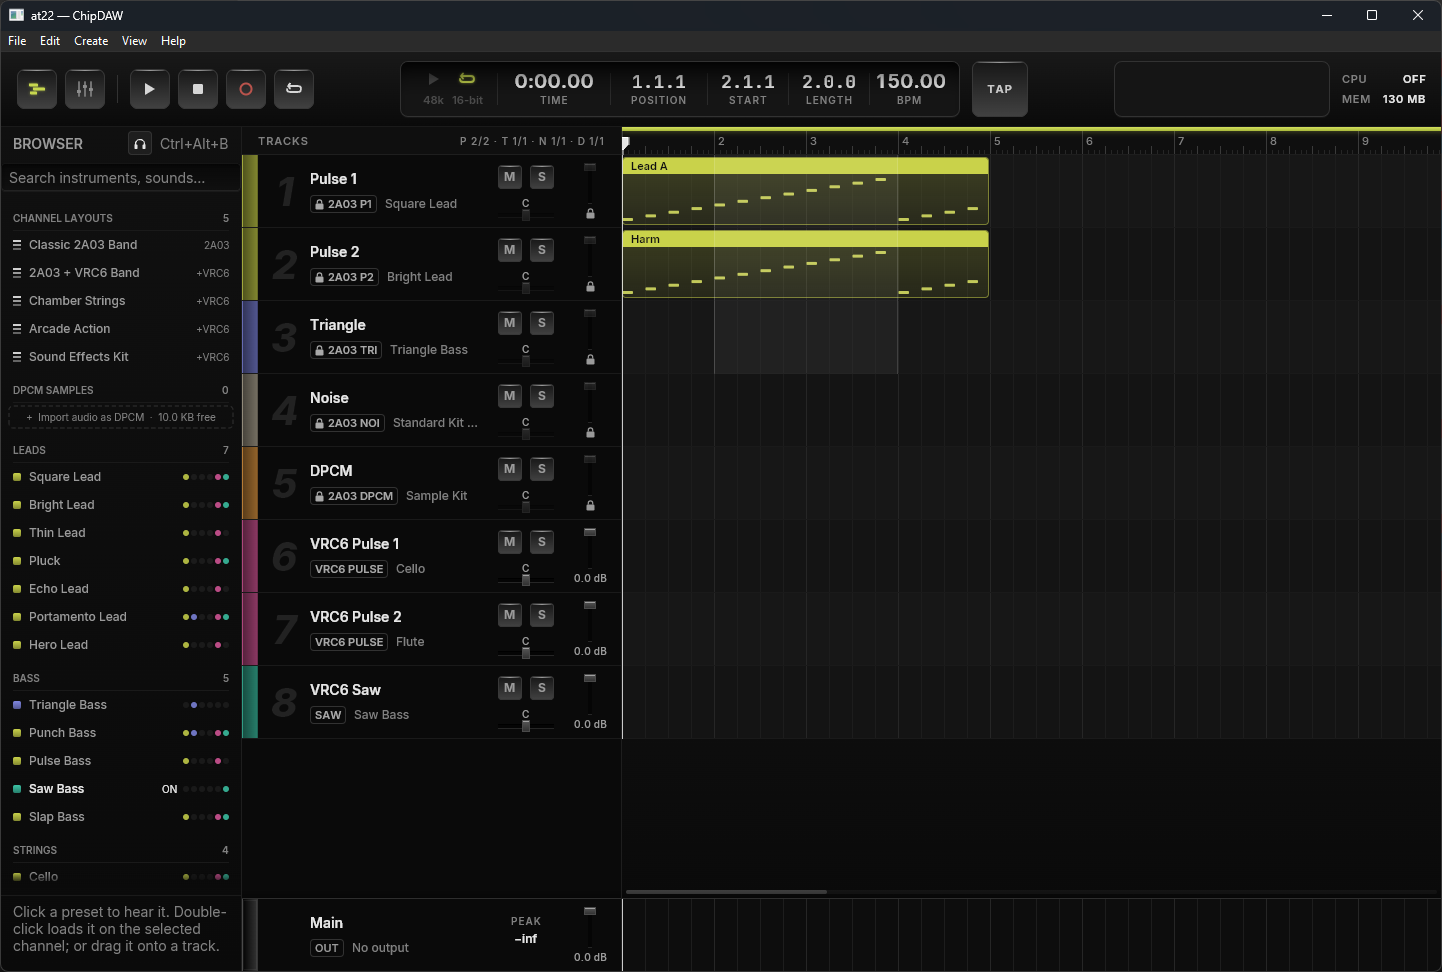 at22 — ChipDAW
File Edit Create View Help
48k 16-bit
0:00.00 TIME
1.1.1 POSITION
2.1.1 START
2.0.0 LENGTH
150.00 BPM
TAP
CPU OFF
MEM 130 MB
BROWSER Ctrl+Alt+B
Search instruments, sounds...
CHANNEL LAYOUTS 5
Classic 2A03 Band 2A03
2A03 + VRC6 Band +VRC6
Chamber Strings +VRC6
Arcade Action +VRC6
Sound Effects Kit +VRC6
DPCM SAMPLES 0
+ Import audio as DPCM · 10.0 KB free
LEADS 7
Square Lead
Bright Lead
Thin Lead
Pluck
Echo Lead
Portamento Lead
Hero Lead
BASS 5
Triangle Bass
Punch Bass
Pulse Bass
Saw Bass ON
Slap Bass
STRINGS 4
Cello
Click a preset to hear it. Double-
click loads it on the selected
channel; or drag it onto a track.
TRACKS P 2/2 · T 1/1 · N 1/1 · D 1/1
1 Pulse 1 M S
2A03 P1 Square Lead C
2 Pulse 2 M S
2A03 P2 Bright Lead C
3 Triangle M S
2A03 TRI Triangle Bass C
4 Noise M S
2A03 NOI Standard Kit ... C
5 DPCM M S
2A03 DPCM Sample Kit C
6 VRC6 Pulse 1 M S
VRC6 PULSE Cello C 0.0 dB
7 VRC6 Pulse 2 M S
VRC6 PULSE Flute C 0.0 dB
8 VRC6 Saw M S
SAW Saw Bass C 0.0 dB
Main PEAK
OUT No output –inf 0.0 dB
2 3 4 5 6 7 8 9
Lead A
Harm